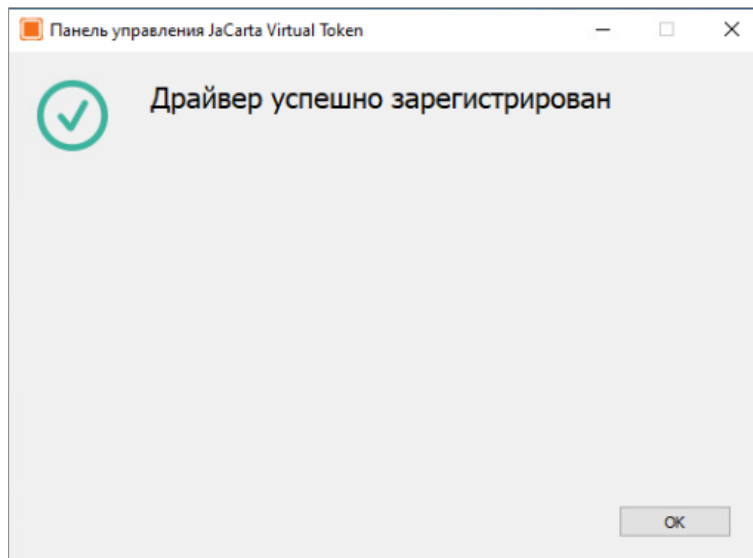 Панель управления JaCarta Virtual Token
Драйвер успешно зарегистрирован
OK